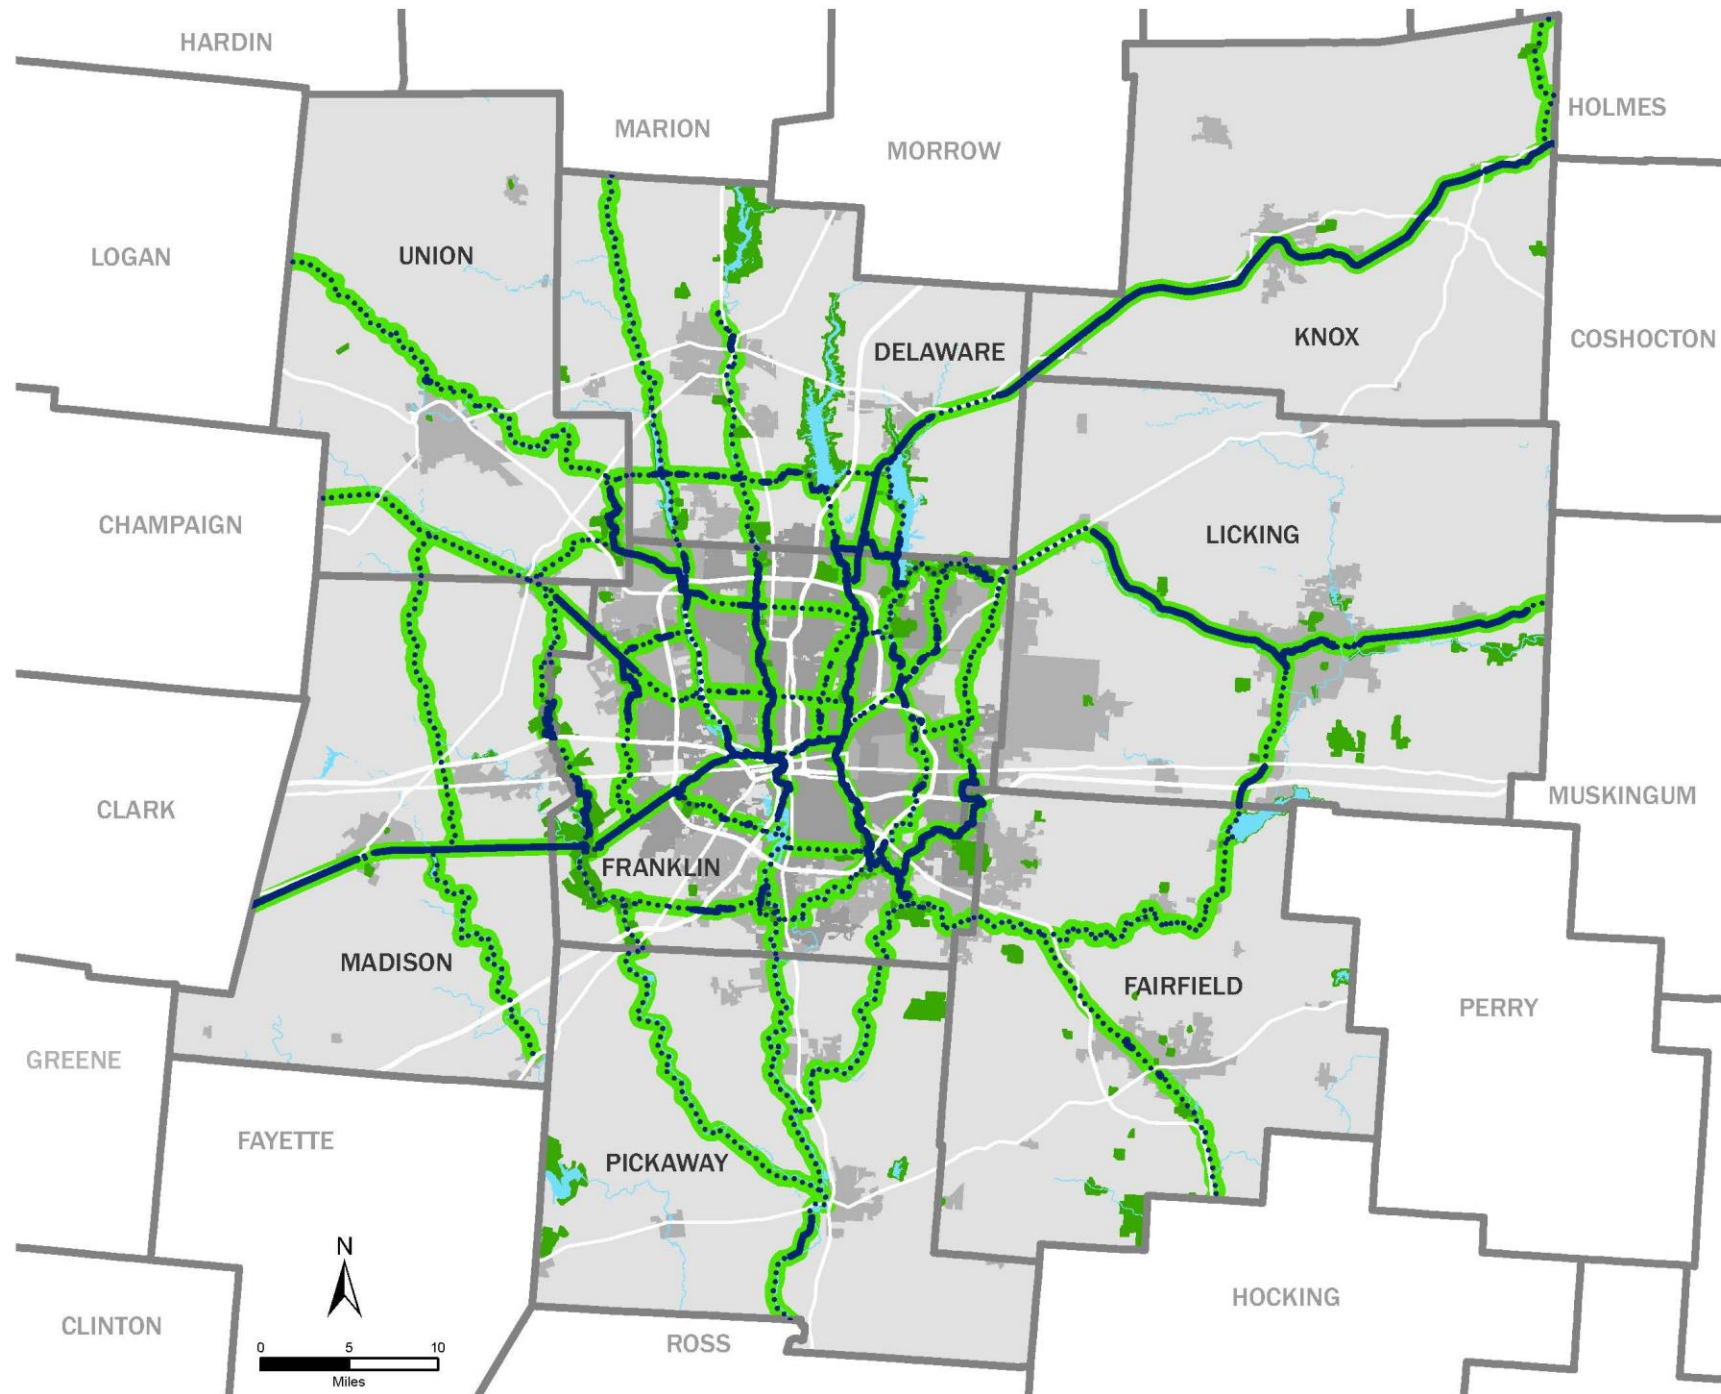 HARDIN
HOLMES
MARION
MORROW
LOGAN
UNION
KNOX
COSHOCTON
DELAWARE
CHAMPAIGN
LICKING
CLARK
MUSKINGUM
FRANKLIN
MADISON
FAIRFIELD
PERRY
GREENE
FAYETTE
PICKAWAY
N
HOCKING
CLINTON
ROSS
0 5 10
Miles